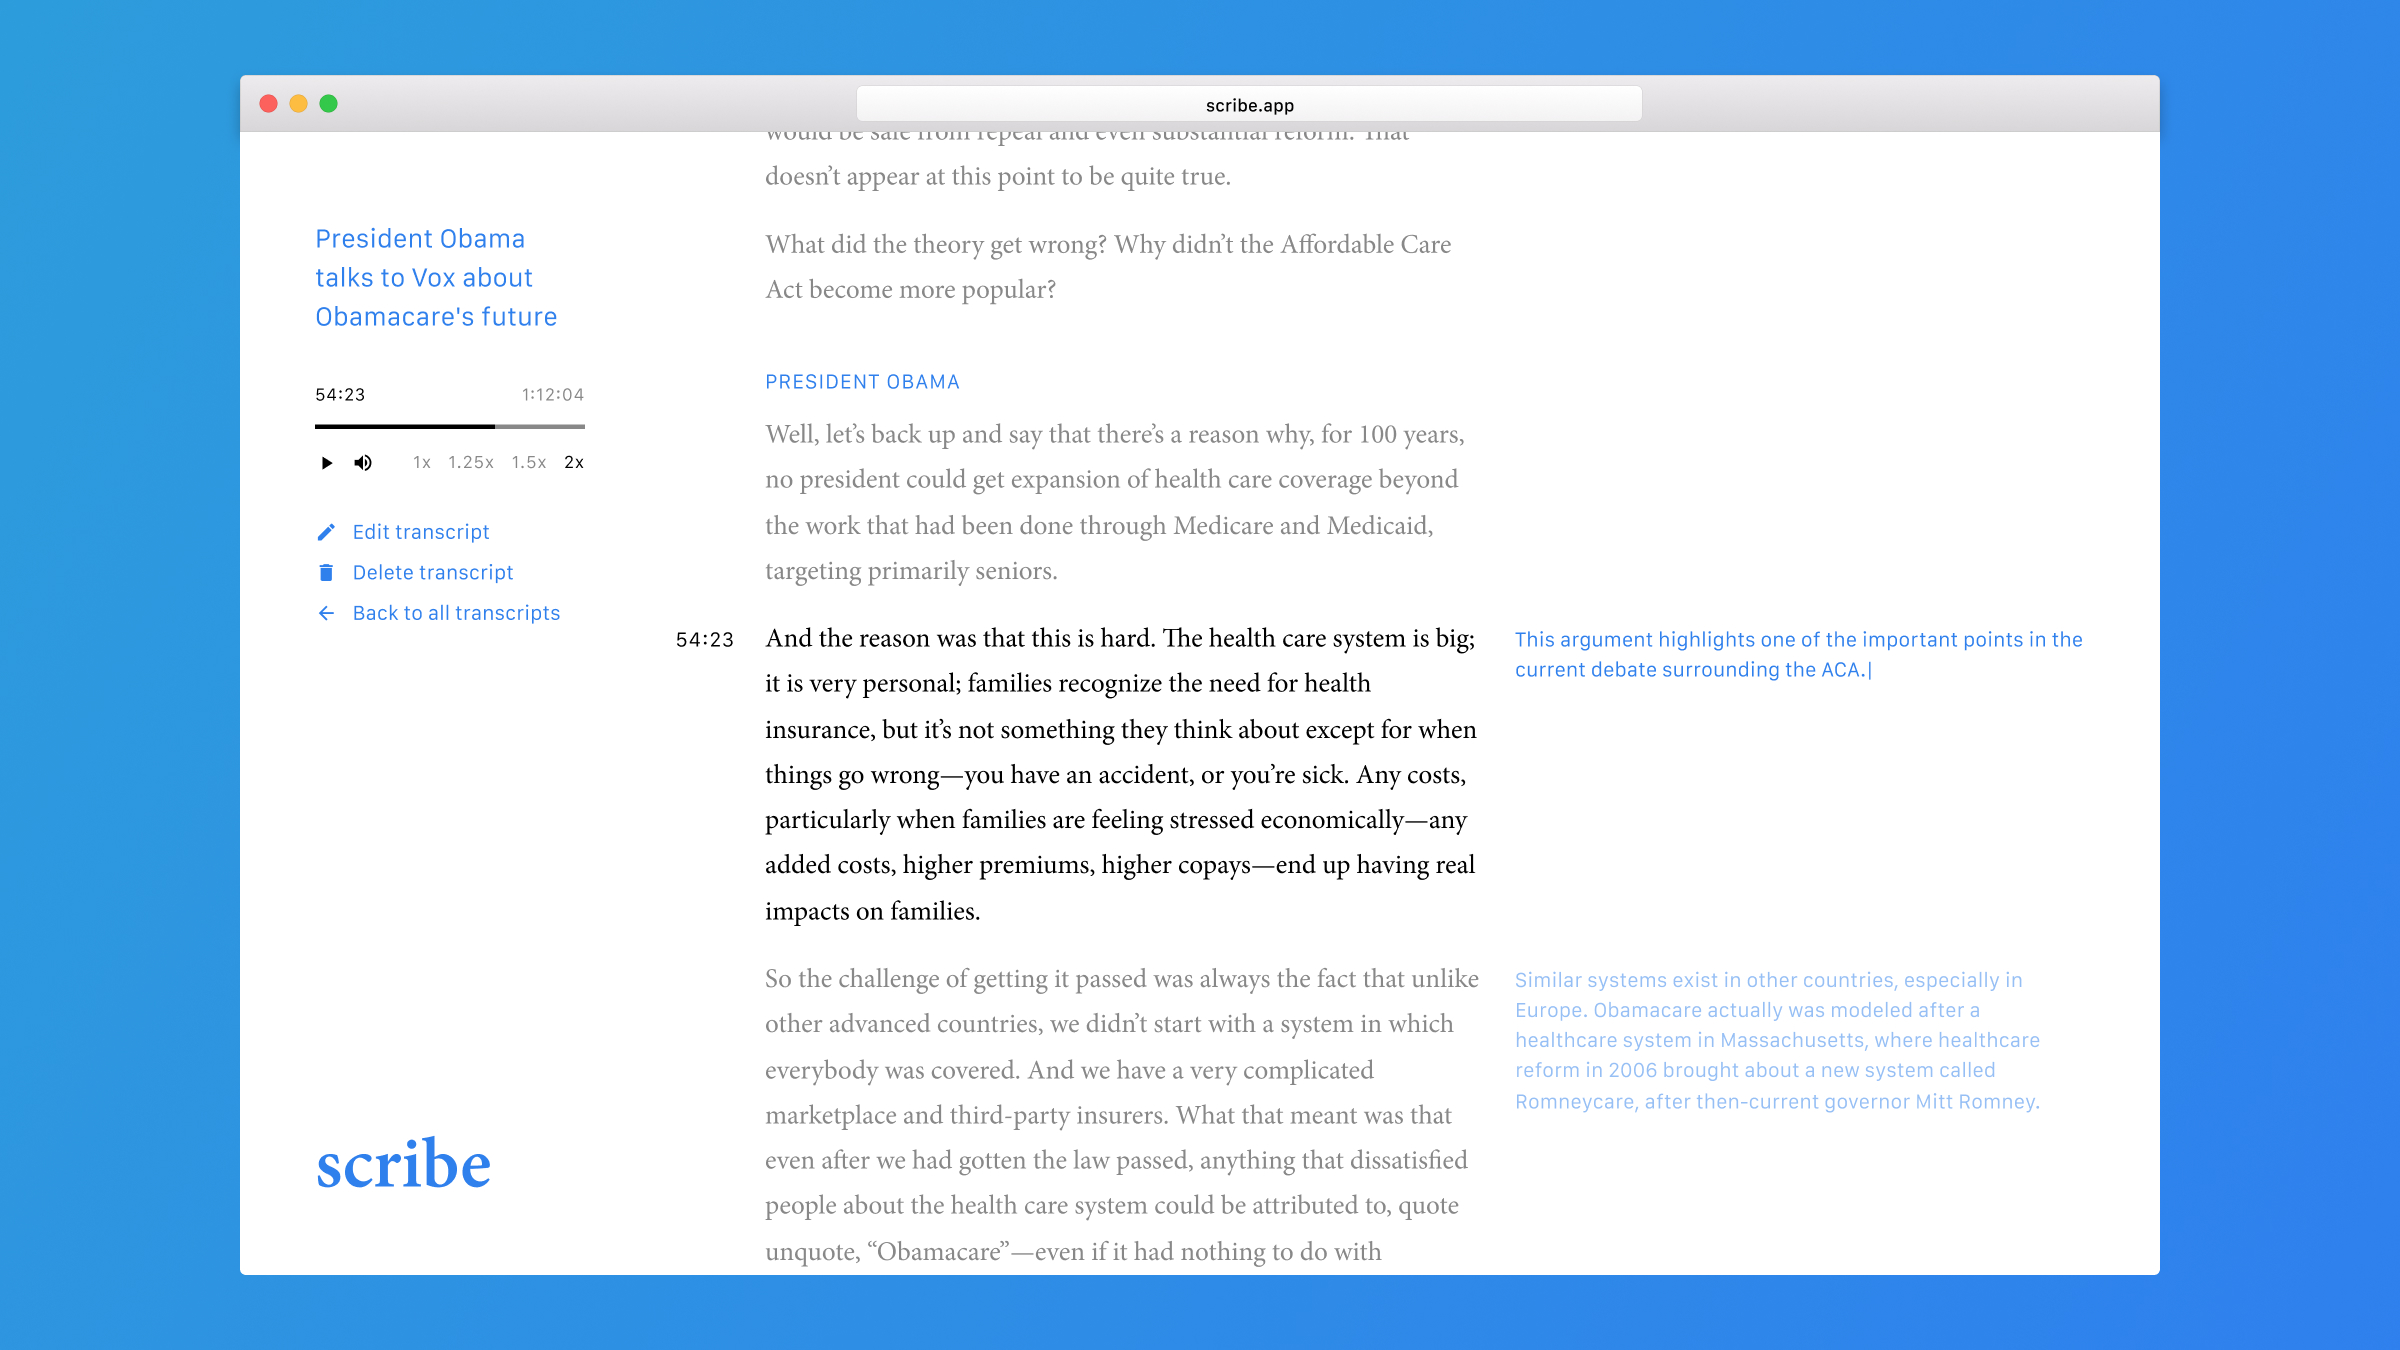 scribe.app
President Obama
talks to Vox about
Obamacare's future
54:23 1:12:04
1x 1.25x 1.5x 2x
Edit transcript
Delete transcript
Back to all transcripts
scribe
would be safe from repeal and even substantial reform. That
doesn’t appear at this point to be quite true.
What did the theory get wrong? Why didn’t the Affordable Care
Act become more popular?
PRESIDENT OBAMA
Well, let’s back up and say that there’s a reason why, for 100 years,
no president could get expansion of health care coverage beyond
the work that had been done through Medicare and Medicaid,
targeting primarily seniors.
54:23
And the reason was that this is hard. The health care system is big;
it is very personal; families recognize the need for health
insurance, but it’s not something they think about except for when
things go wrong—you have an accident, or you’re sick. Any costs,
particularly when families are feeling stressed economically—any
added costs, higher premiums, higher copays—end up having real
impacts on families.
This argument highlights one of the important points in the
current debate surrounding the ACA.
So the challenge of getting it passed was always the fact that unlike
other advanced countries, we didn’t start with a system in which
everybody was covered. And we have a very complicated
marketplace and third-party insurers. What that meant was that
even after we had gotten the law passed, anything that dissatisfied
people about the health care system could be attributed to, quote
unquote, “Obamacare”—even if it had nothing to do with
Similar systems exist in other countries, especially in
Europe. Obamacare actually was modeled after a
healthcare system in Massachusetts, where healthcare
reform in 2006 brought about a new system called
Romneycare, after then-current governor Mitt Romney.